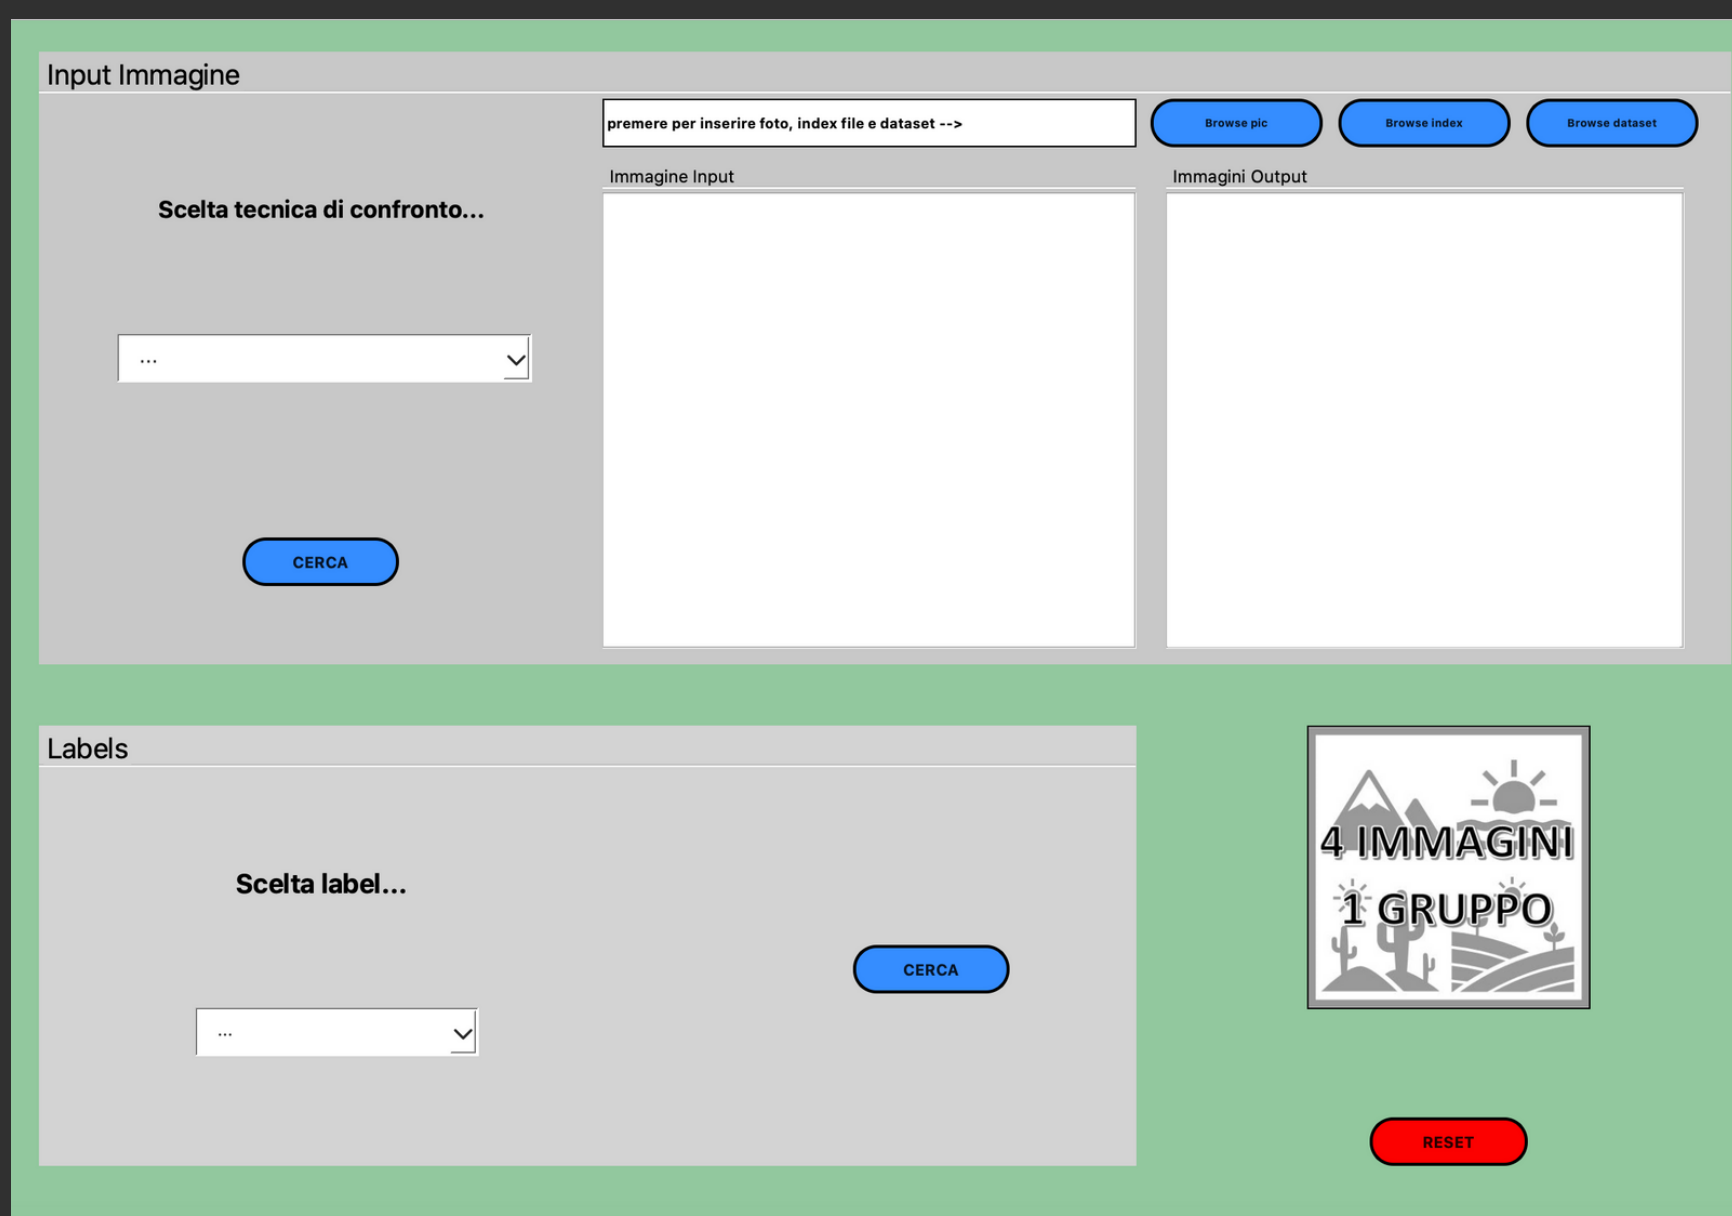 Input Immagine
premere per inserire foto, index file e dataset -->
Browse pic
Browse index
Browse dataset
Immagine Input
Immagini Output
Scelta tecnica di confronto...
...
CERCA
Labels
Scelta label...
...
CERCA
4 IMMAGINI
1 GRUPPO
RESET